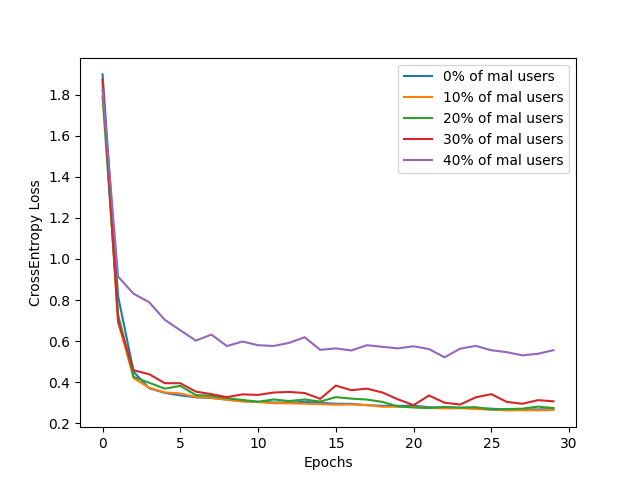 0% of mal users
10% of mal users
20% of mal users
30% of mal users
40% of mal users
CrossEntropy Loss
1.8
1.6
1.4
1.2
1.0
0.8
0.6
0.4
0.2
0 5 10 15 20 25 30
Epochs